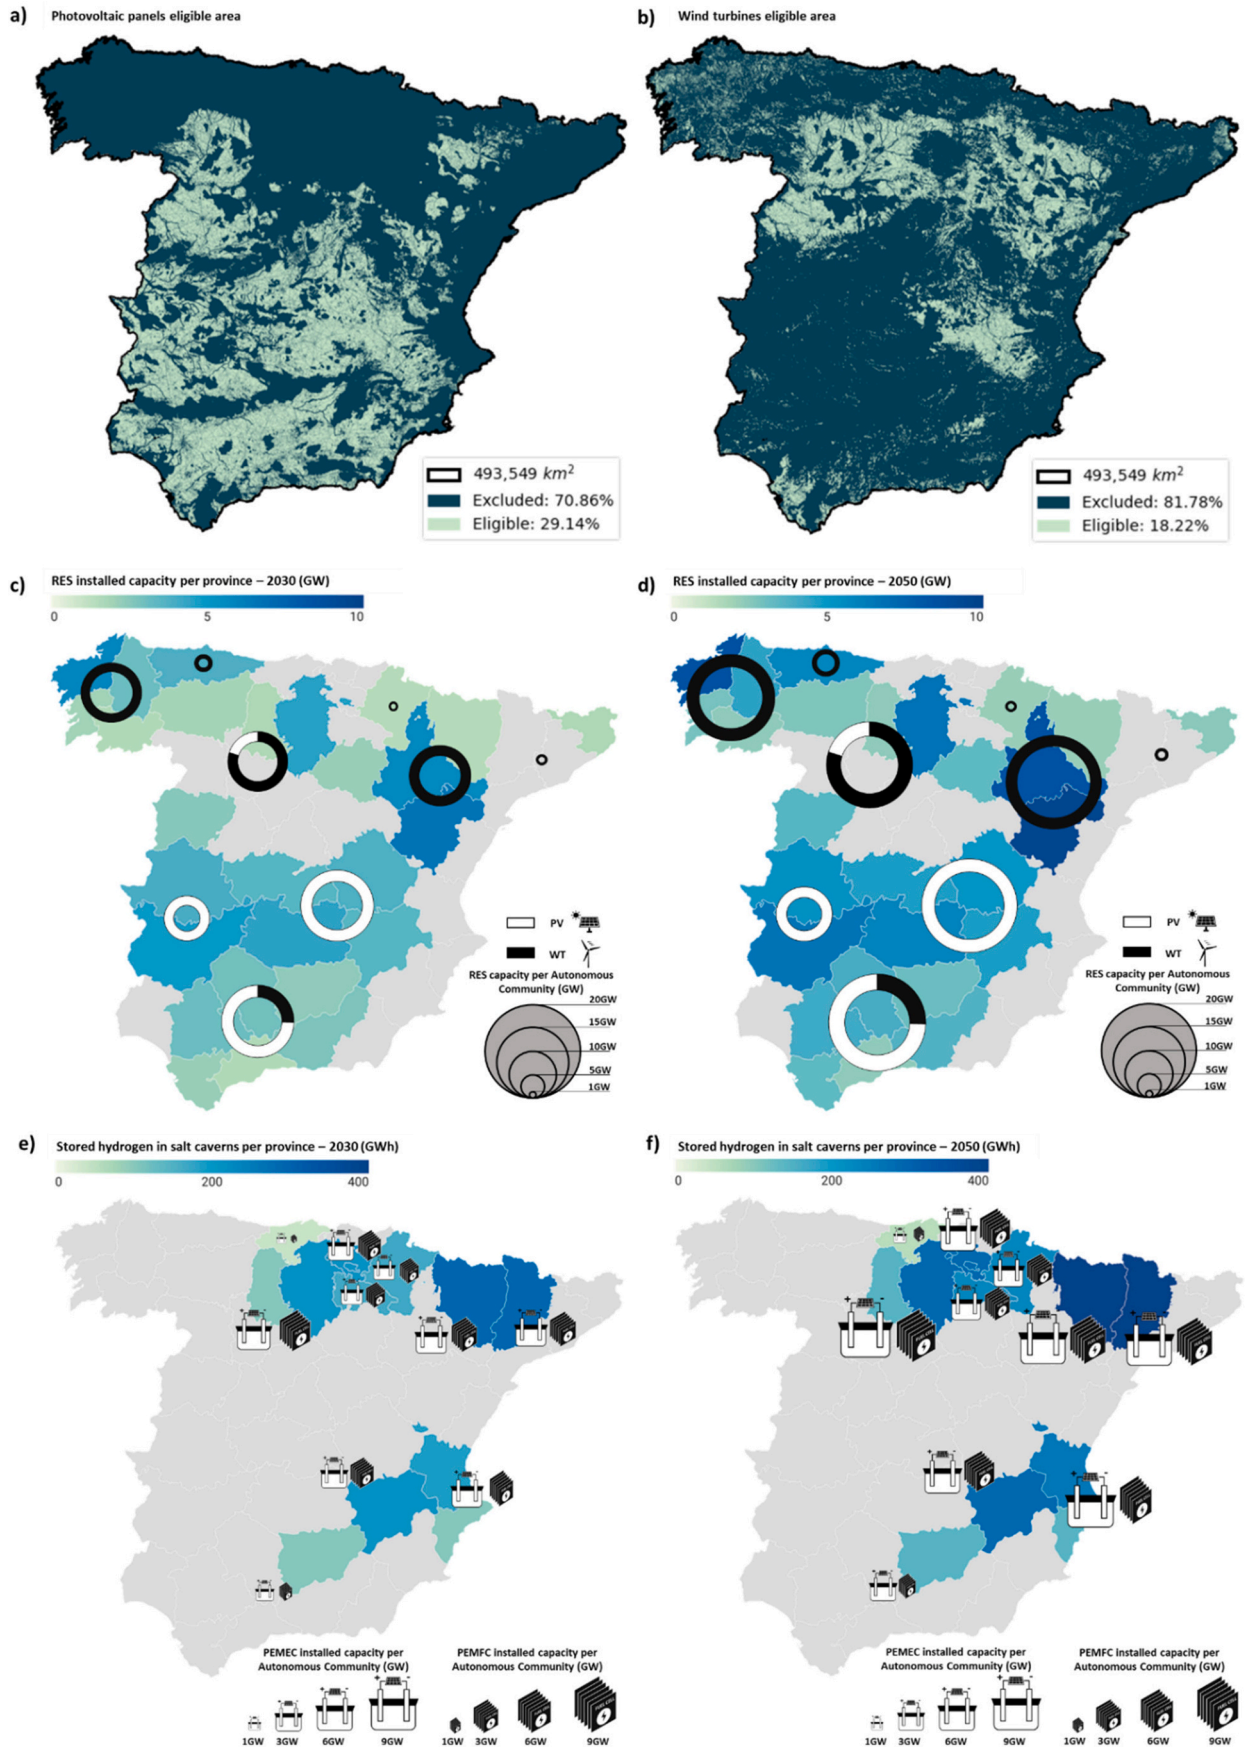 a) Photovoltaic panels eligible area
493,549 km²
Excluded: 70.86%
Eligible: 29.14%
b) Wind turbines eligible area
493,549 km²
Excluded: 81.78%
Eligible: 18.22%
c) RES installed capacity per province – 2030 (GW)
0 5 10
PV
WT
RES capacity per Autonomous
Community (GW)
20GW
15GW
10GW
5GW
1GW
d) RES installed capacity per province – 2050 (GW)
0 5 10
PV
WT
RES capacity per Autonomous
Community (GW)
20GW
15GW
10GW
5GW
1GW
e) Stored hydrogen in salt caverns per province – 2030 (GWh)
0 200 400
PEMEC installed capacity per
Autonomous Community (GW)
1GW 3GW 6GW 9GW
PEMFC installed capacity per
Autonomous Community (GW)
FUEL CELL
1GW 3GW 6GW 9GW
f) Stored hydrogen in salt caverns per province – 2050 (GWh)
0 200 400
FUEL CELL
PEMEC installed capacity per
Autonomous Community (GW)
1GW 3GW 6GW 9GW
PEMFC installed capacity per
Autonomous Community (GW)
FUEL CELL
1GW 3GW 6GW 9GW